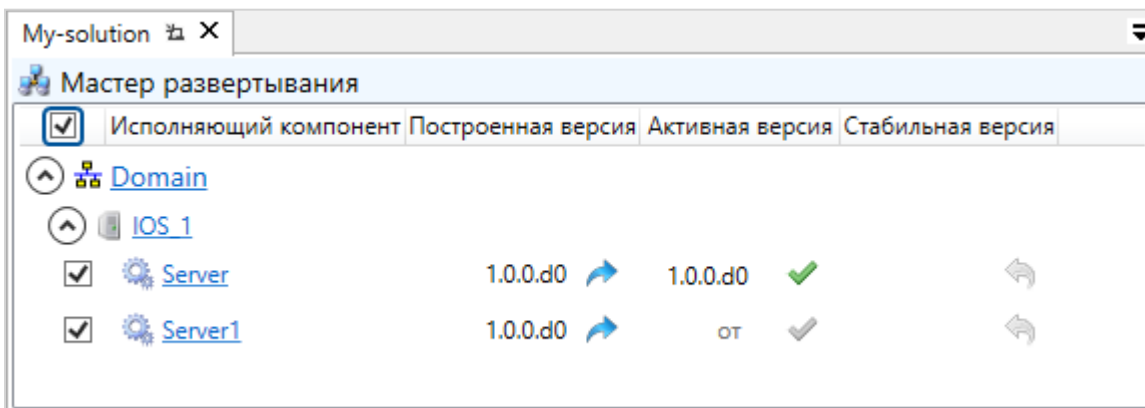 My-solution
Мастер развертывания
Исполняющий компонент Построенная версия Активная версия Стабильная версия
Domain
IOS_1
Server 1.0.0.d0 1.0.0.d0
Server1 1.0.0.d0 от